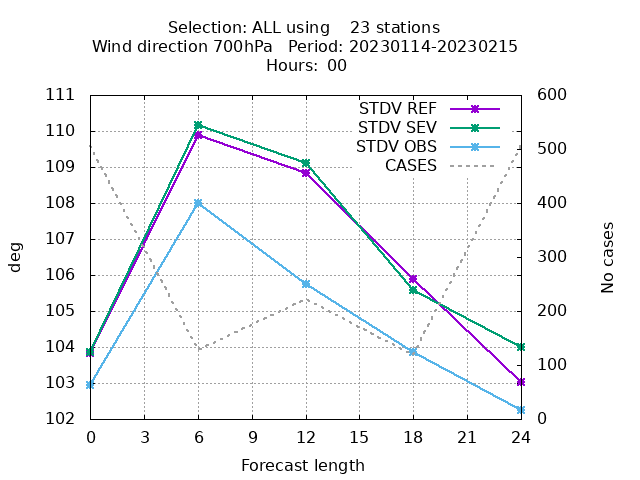 Selection: ALL using    23 stations
Wind direction 700hPa   Period: 20230114-20230215
Hours: 00
STDV REF
STDV SEV
STDV OBS
CASES
111
110
109
108
107
106
105
104
103
102
deg
600
500
400
300
200
100
0
No cases
0 3 6 9 12 15 18 21 24
Forecast length